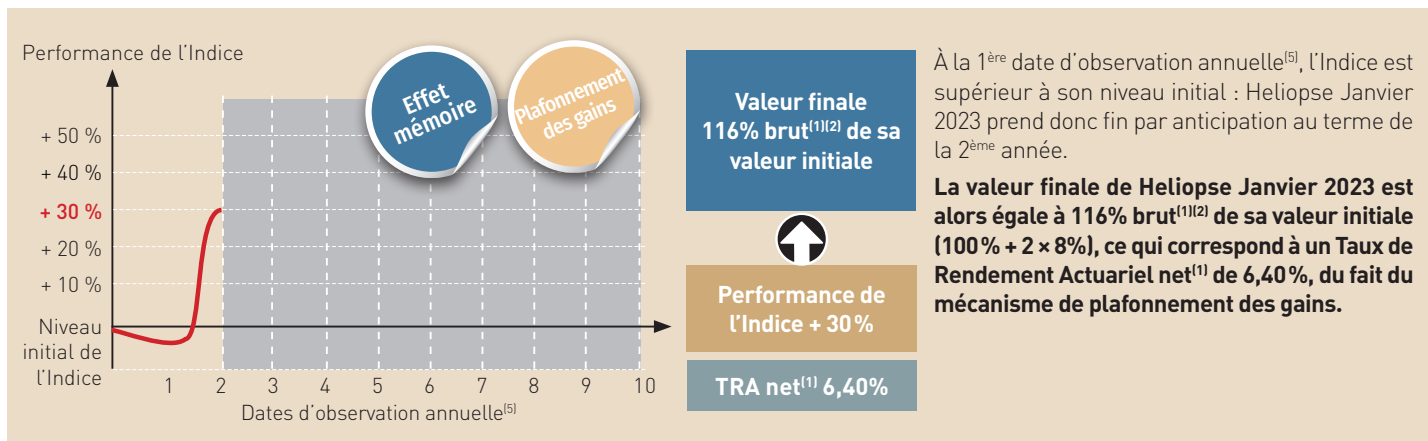 Performance de l’Indice
+ 50 %
+ 40 %
+ 30 %
+ 20 %
+ 10 %
Niveau
initial de
l’Indice
1 2 3 4 5 6 7 8 9 10
Dates d’observation annuelle(5)
Effet
mémoire
Plafonnement
des gains
Valeur finale
116% brut(1)(2) de sa
valeur initiale
Performance de
l’Indice + 30%
TRA net(1) 6,40%
À la 1ère date d’observation annuelle(5), l’Indice est
supérieur à son niveau initial : Heliopse Janvier
2023 prend donc fin par anticipation au terme de
la 2ème année.
La valeur finale de Heliopse Janvier 2023 est
alors égale à 116% brut(1)(2) de sa valeur initiale
(100% + 2 × 8%), ce qui correspond à un Taux de
Rendement Actuariel net(1) de 6,40%, du fait du
mécanisme de plafonnement des gains.